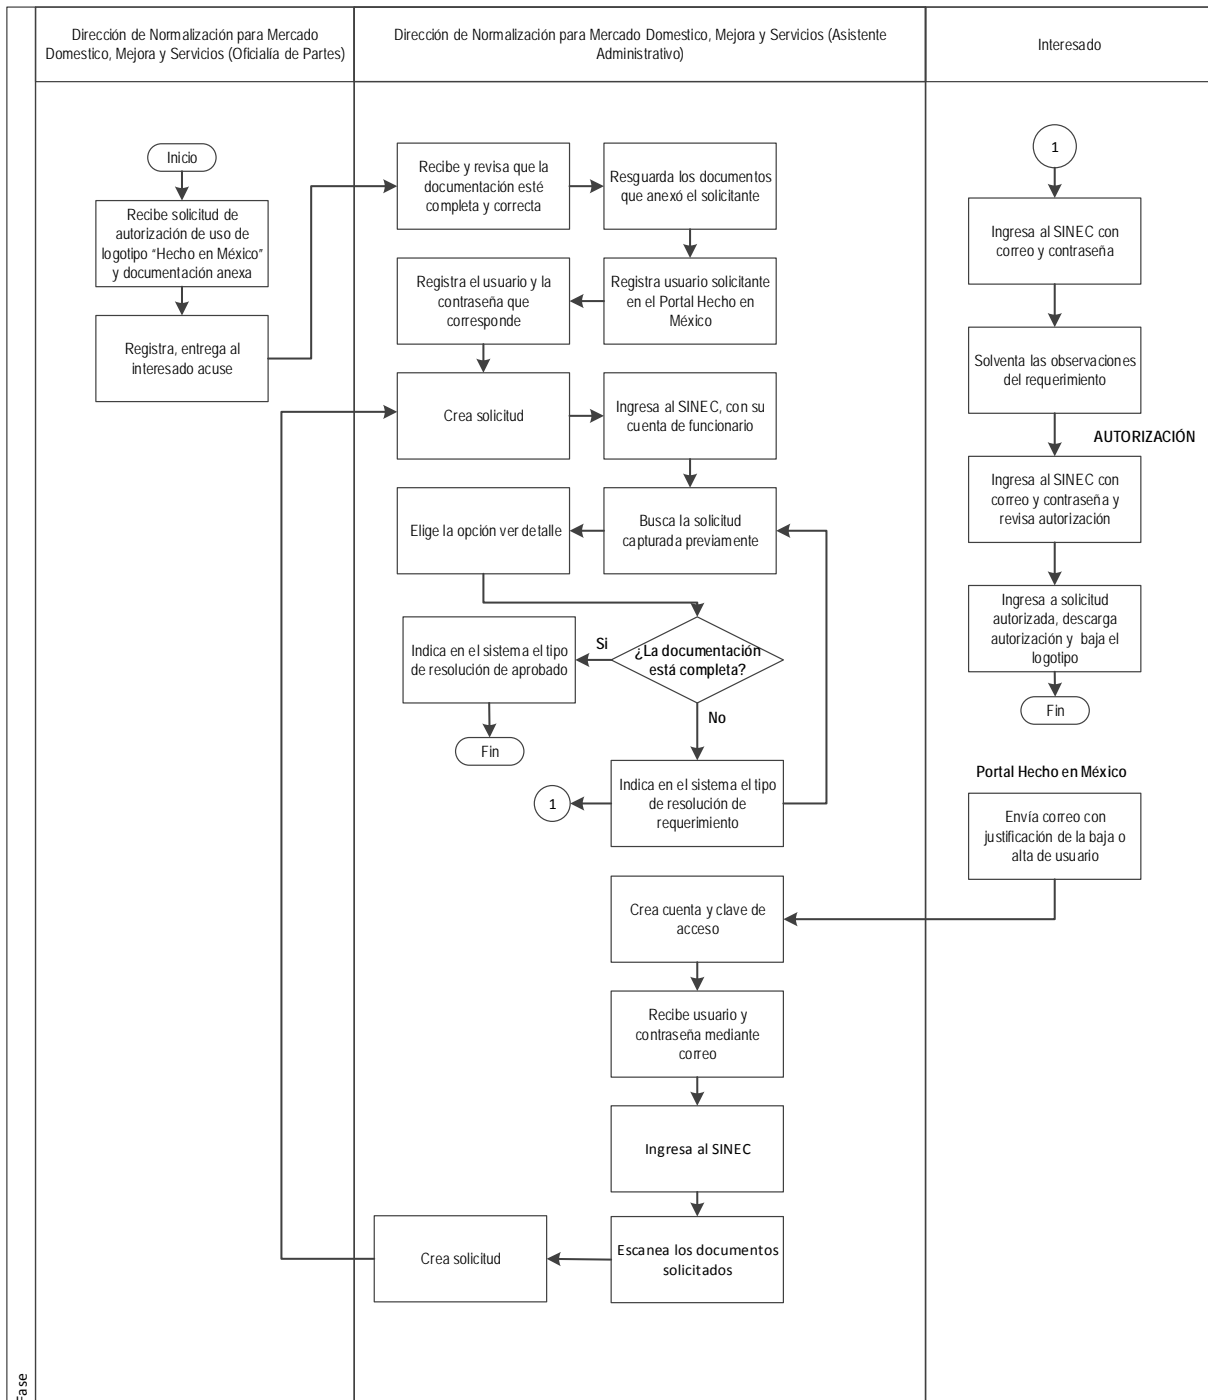 Dirección de Normalización para Mercado
Domestico, Mejora y Servicios (Oficialía de Partes)
Dirección de Normalización para Mercado Domestico, Mejora y Servicios (Asistente
Administrativo)
Interesado
Inicio
Recibe solicitud de
autorización de uso de
logotipo "Hecho en México"
y documentación anexa
Registra, entrega al
interesado acuse
Recibe y revisa que la
documentación esté
completa y correcta
Resguarda los documentos
que anexó el solicitante
Registra usuario solicitante
en el Portal Hecho en
México
Registra el usuario y la
contraseña que
corresponde
Crea solicitud
Ingresa al SINEC, con su
cuenta de funcionario
Busca la solicitud
capturada previamente
Elige la opción ver detalle
¿La documentación
está completa?
Si
Indica en el sistema el tipo
de resolución de aprobado
Fin
No
Indica en el sistema el tipo
de resolución de
requerimiento
1
1
Ingresa al SINEC con
correo y contraseña
Solventa las observaciones
del requerimiento
AUTORIZACIÓN
Ingresa al SINEC con
correo y contraseña y
revisa autorización
Ingresa a solicitud
autorizada, descarga
autorización y baja el
logotipo
Fin
Portal Hecho en México
Envía correo con
justificación de la baja o
alta de usuario
Crea cuenta y clave de
acceso
Recibe usuario y
contraseña mediante
correo
Ingresa al SINEC
Escanea los documentos
solicitados
Crea solicitud
Fase